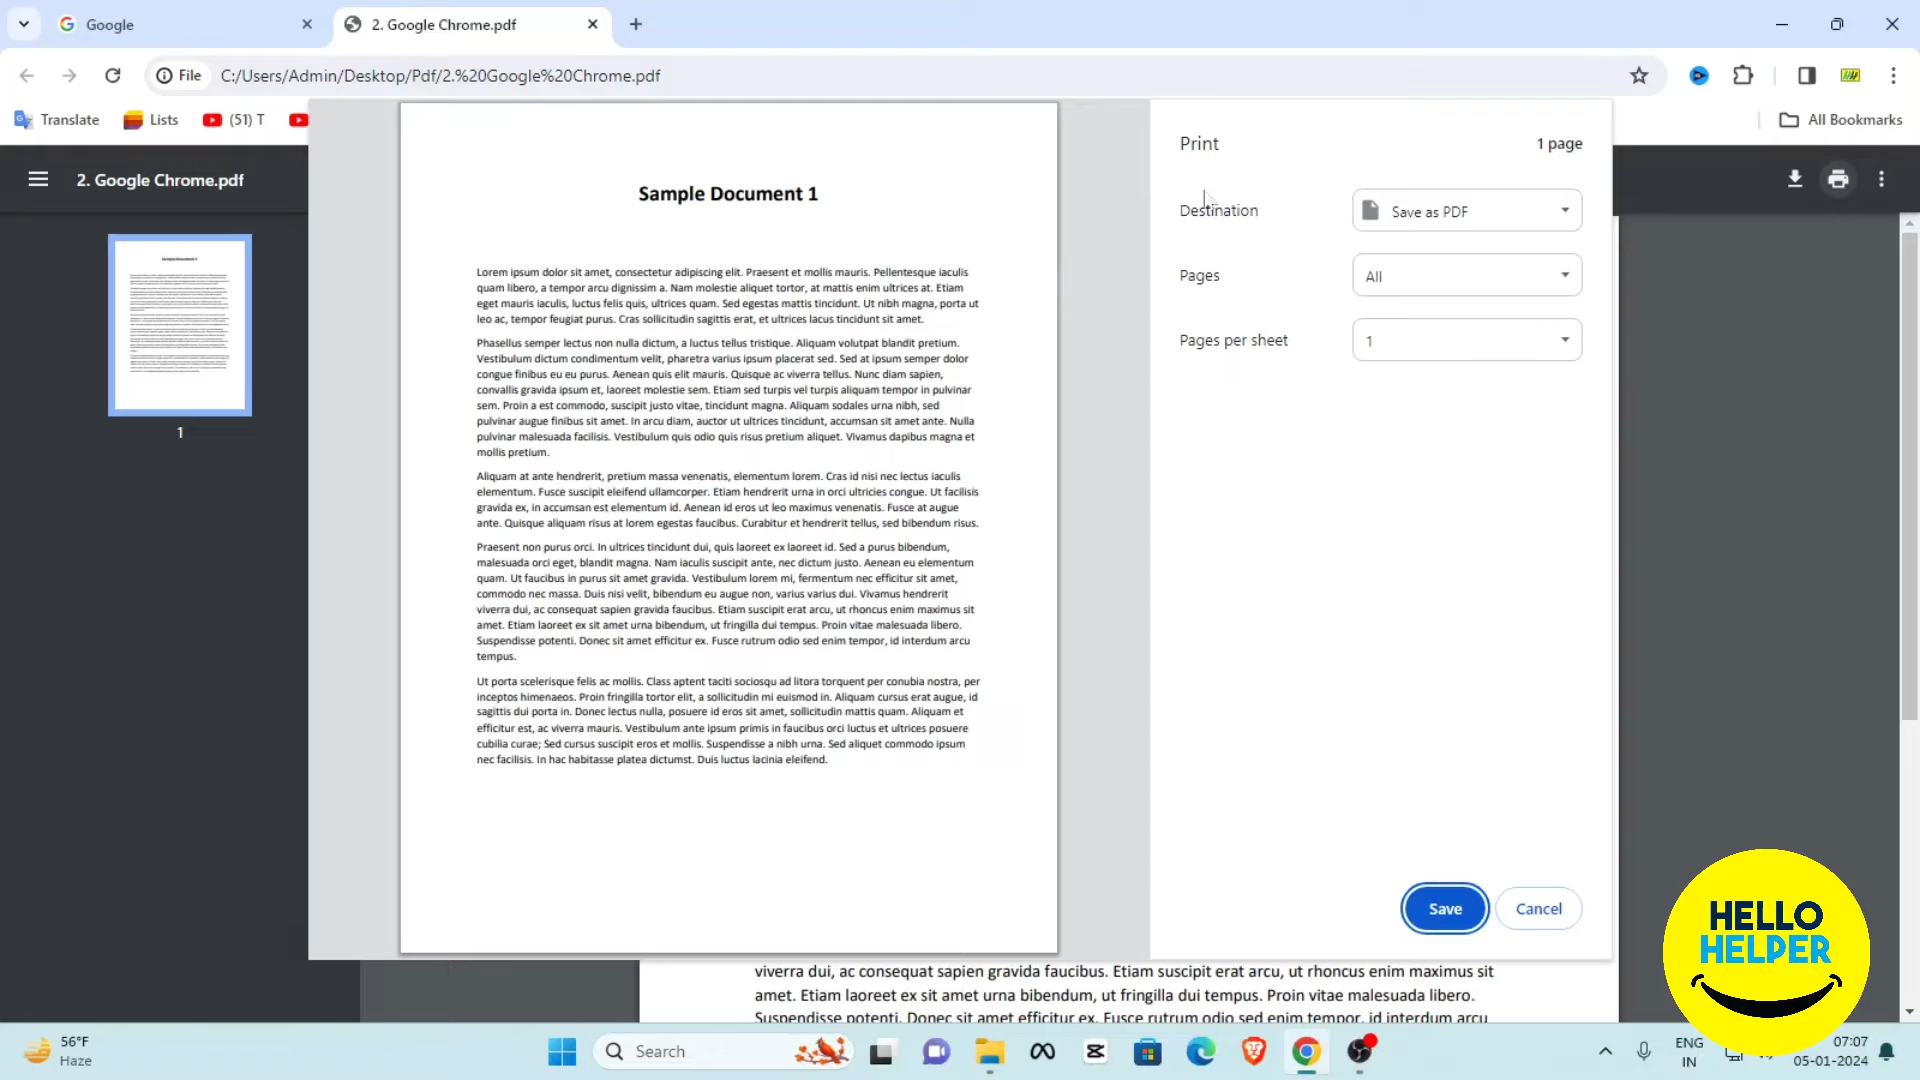 Google
2. Google Chrome.pdf
File
C:/Users/Admin/Desktop/Pdf/2.%20Google%20Chrome.pdf
Translate
Lists
(51) T
All Bookmarks
2. Google Chrome.pdf
1
Sample Document 1
Lorem ipsum dolor sit amet, consectetur adipiscing elit. Praesent et mollis mauris. Pellentesque iaculis
quam libero, a tempor arcu dignissim a. Nam molestie aliquet tortor, at mattis enim ultrices at. Etiam
eget mauris iaculis, luctus felis quis, ultrices quam. Sed egestas mattis tincidunt. Ut nibh magna, porta ut
leo ac, tempor feugiat purus. Cras sollicitudin sagittis erat, et ultrices lacus tincidunt sit amet.
Phasellus semper lectus non nulla dictum, a luctus tellus tristique. Aliquam volutpat blandit pretium.
Vestibulum dictum condimentum velit, pharetra varius ipsum placerat sed. Sed at ipsum semper dolor
congue finibus eu eu purus. Aenean quis elit mauris. Quisque ac viverra tellus. Nunc diam sapien,
convallis gravida ipsum et, laoreet molestie sem. Etiam sed turpis vel turpis aliquam tempor in pulvinar
sem. Proin a est commodo, suscipit justo vitae, tincidunt magna. Aliquam sodales urna nibh, sed
pulvinar augue finibus sit amet. In arcu diam, auctor ut ultrices tincidunt, accumsan sit amet ante. Nulla
pulvinar malesuada facilisis. Vestibulum quis odio quis risus pretium aliquet. Vivamus dapibus magna et
mollis pretium.
Aliquam at ante hendrerit, pretium massa venenatis, elementum lorem. Cras id nisi nec lectus iaculis
elementum. Fusce suscipit eleifend ullamcorper. Etiam hendrerit urna in orci ultricies congue. Ut facilisis
gravida ex, in accumsan est elementum id. Aenean id eros ut leo maximus venenatis. Fusce at augue
ante. Quisque aliquam risus at lorem egestas faucibus. Curabitur et hendrerit tellus, sed bibendum risus.
Praesent non purus orci. In ultrices tincidunt dui, quis laoreet ex laoreet id. Sed a purus bibendum,
malesuada orci eget, blandit magna. Nam iaculis suscipit ante, nec dictum justo. Aenean eu elementum
quam. Ut faucibus in purus sit amet gravida. Vestibulum lorem mi, fermentum nec efficitur sit amet,
commodo nec massa. Duis nisi velit, bibendum eu augue non, varius varius dui. Vivamus hendrerit
viverra dui, ac consequat sapien gravida faucibus. Etiam suscipit erat arcu, ut rhoncus enim maximus sit
amet. Etiam laoreet ex sit amet urna bibendum, ut fringilla dui tempus. Proin vitae malesuada libero.
Suspendisse potenti. Donec sit amet efficitur ex. Fusce rutrum odio sed enim tempor, id interdum arcu
tempus.
Ut porta scelerisque felis ac mollis. Class aptent taciti sociosqu ad litora torquent per conubia nostra, per
inceptos himenaeos. Proin fringilla tortor elit, a sollicitudin mi euismod in. Aliquam cursus erat augue, id
sagittis dui porta in. Donec lectus nulla, posuere id eros sit amet, sollicitudin mattis quam. Aliquam et
efficitur est, ac viverra mauris. Vestibulum ante ipsum primis in faucibus orci luctus et ultrices posuere
cubilia curae; Sed cursus suscipit eros et mollis. Suspendisse a nibh urna. Sed aliquet commodo ipsum
nec facilisis. In hac habitasse platea dictumst. Duis luctus lacinia eleifend.
Print
1 page
Destination
Save as PDF
Pages
All
Pages per sheet
1
Save
Cancel
viverra dui, ac consequat sapien gravida faucibus. Etiam suscipit erat arcu, ut rhoncus enim maximus sit
amet. Etiam laoreet ex sit amet urna bibendum, ut fringilla dui tempus. Proin vitae malesuada libero.
Suspendisse potenti. Donec sit amet efficitur ex. Fusce rutrum odio sed enim tempor, id interdum arcu
HELLO
HELPER
56°F
Haze
Search
ENG
IN
07:07
05-01-2024